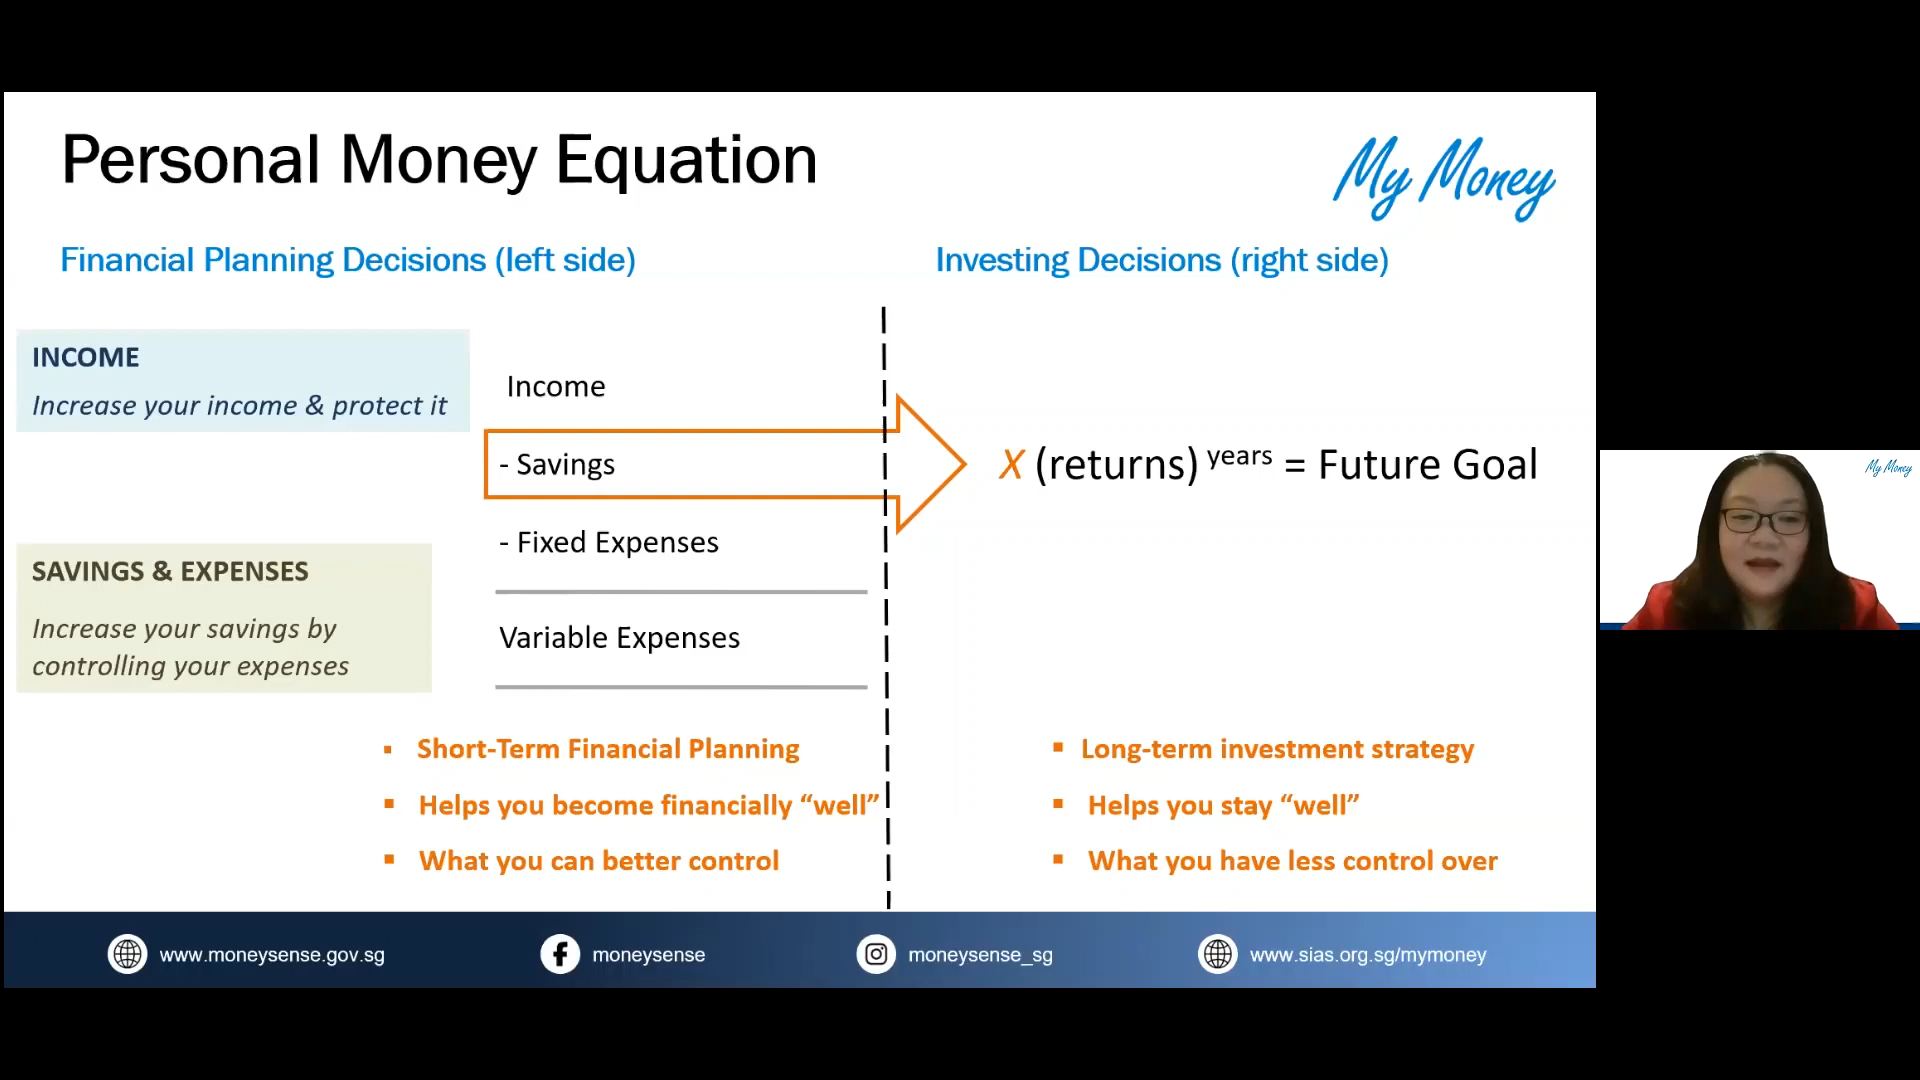 Personal Money Equation
My Money
Financial Planning Decisions (left side)
Investing Decisions (right side)
INCOME
Increase your income & protect it
Income
- Savings
X (returns) years = Future Goal
- Fixed Expenses
SAVINGS & EXPENSES
Increase your savings by
controlling your expenses
Variable Expenses
▪ Short-Term Financial Planning
▪ Helps you become financially “well”
▪ What you can better control
▪ Long-term investment strategy
▪ Helps you stay “well”
▪ What you have less control over
www.moneysense.gov.sg
moneysense
moneysense_sg
www.sias.org.sg/mymoney
My Money